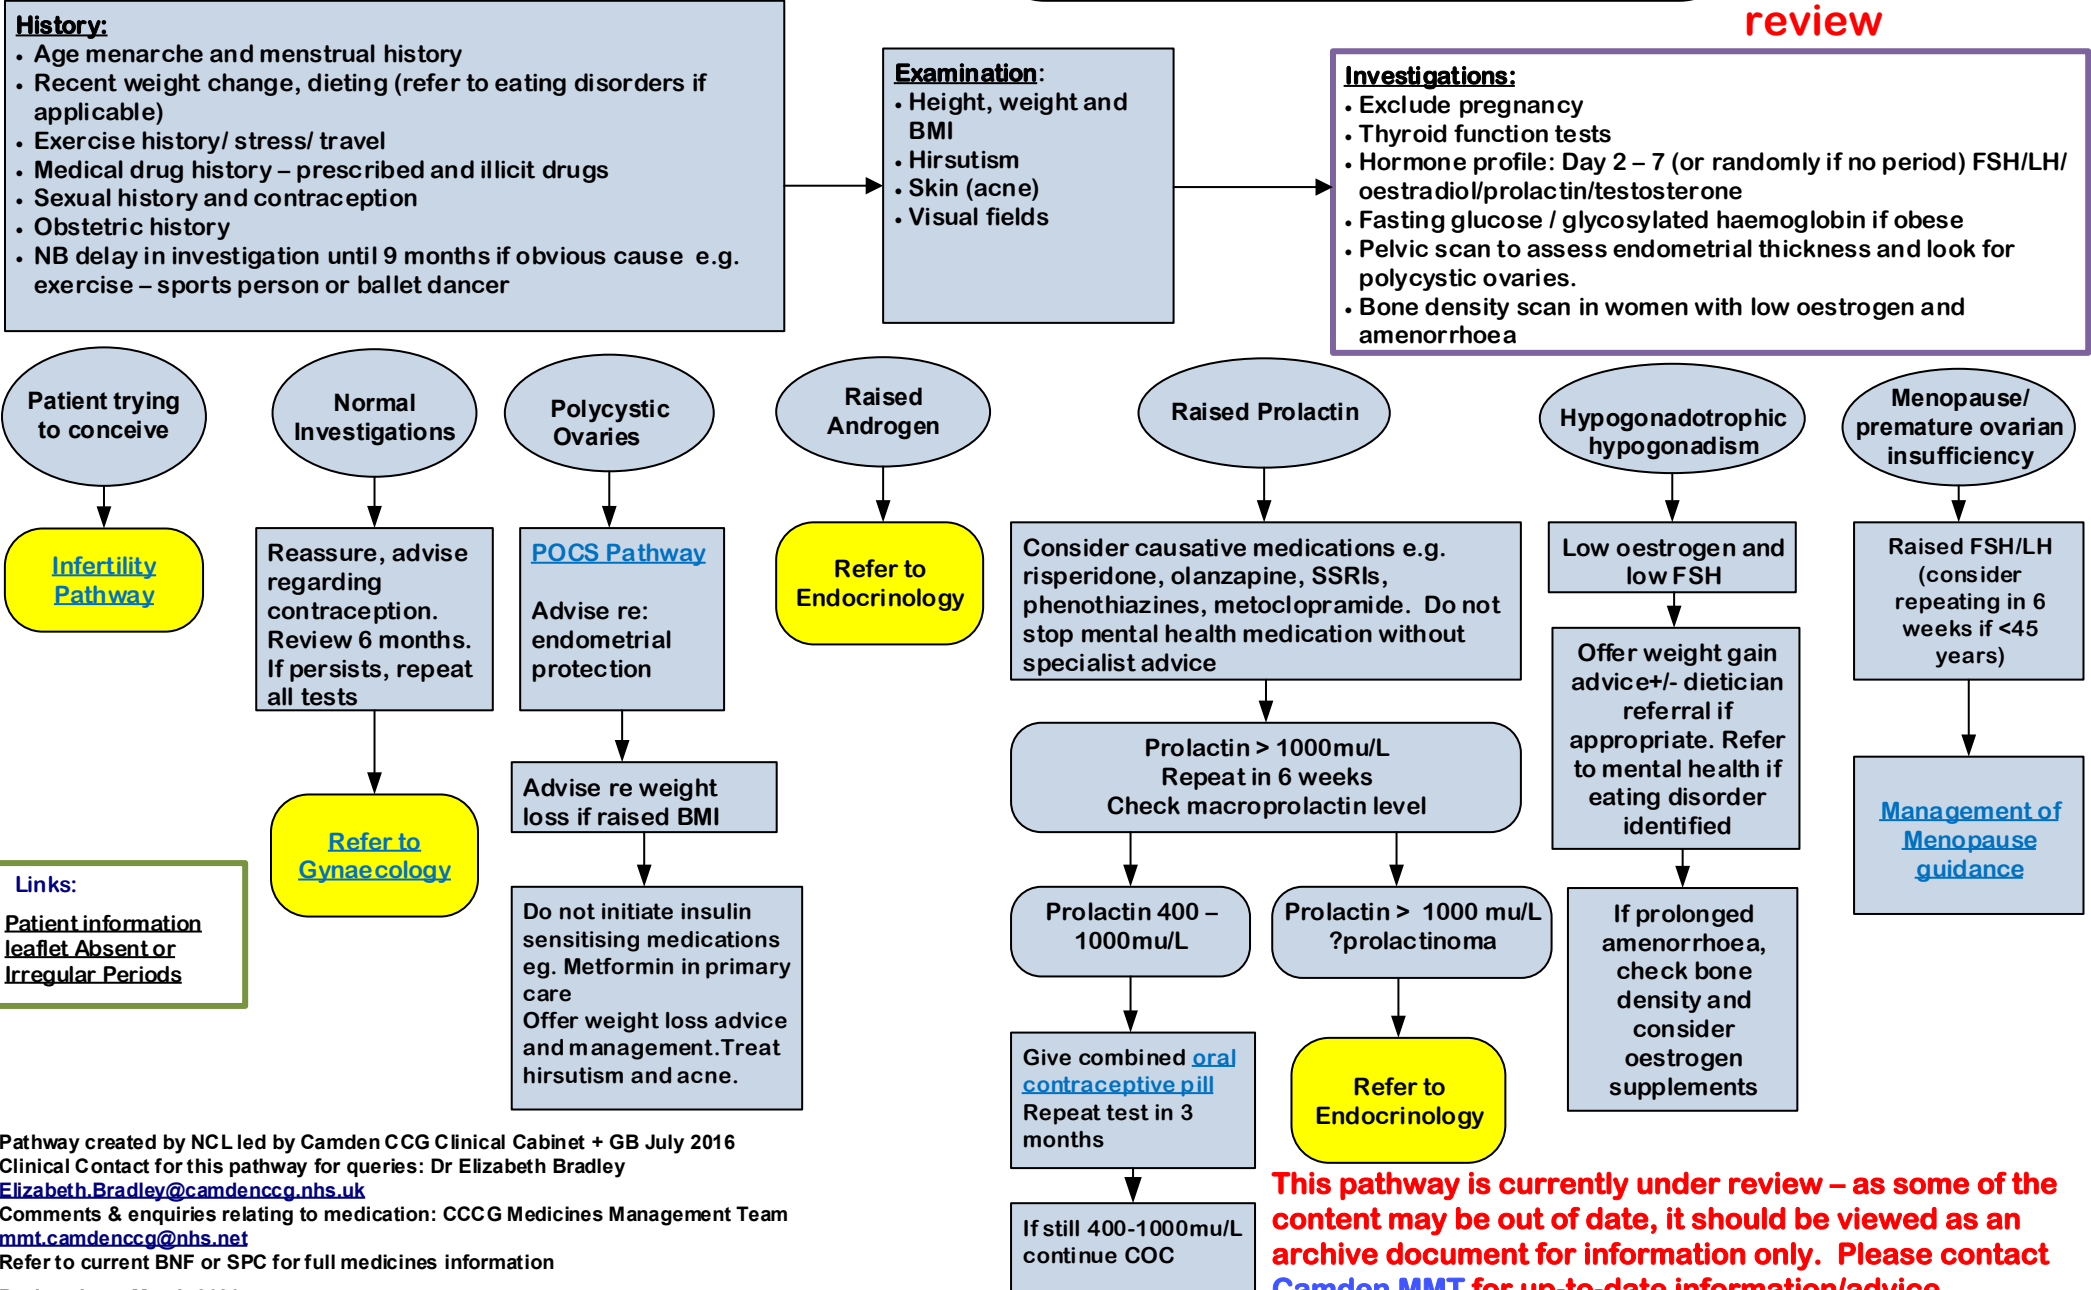 review
History:
• Age menarche and menstrual history
• Recent weight change, dieting (refer to eating disorders if
applicable)
• Exercise history/ stress/ travel
• Medical drug history – prescribed and illicit drugs
• Sexual history and contraception
• Obstetric history
• NB delay in investigation until 9 months if obvious cause e.g.
exercise – sports person or ballet dancer
Examination:
• Height, weight and
BMI
• Hirsutism
• Skin (acne)
• Visual fields
Investigations:
• Exclude pregnancy
• Thyroid function tests
• Hormone profile: Day 2 – 7 (or randomly if no period) FSH/LH/
oestradiol/prolactin/testosterone
• Fasting glucose / glycosylated haemoglobin if obese
• Pelvic scan to assess endometrial thickness and look for
polycystic ovaries.
• Bone density scan in women with low oestrogen and
amenorrhoea
Patient trying
to conceive
Infertility
Pathway
Normal
Investigations
Reassure, advise
regarding
contraception.
Review 6 months.
If persists, repeat
all tests
Refer to
Gynaecology
Polycystic
Ovaries
POCS Pathway
Advise re:
endometrial
protection
Advise re weight
loss if raised BMI
Do not initiate insulin
sensitising medications
eg. Metformin in primary
care
Offer weight loss advice
and management.Treat
hirsutism and acne.
Raised
Androgen
Refer to
Endocrinology
Raised Prolactin
Consider causative medications e.g.
risperidone, olanzapine, SSRIs,
phenothiazines, metoclopramide. Do not
stop mental health medication without
specialist advice
Prolactin > 1000mu/L
Repeat in 6 weeks
Check macroprolactin level
Prolactin 400 –
1000mu/L
Give combined oral
contraceptive pill
Repeat test in 3
months
If still 400-1000mu/L
continue COC
Prolactin > 1000 mu/L
?prolactinoma
Refer to
Endocrinology
Hypogonadotrophic
hypogonadism
Low oestrogen and
low FSH
Offer weight gain
advice+/- dietician
referral if
appropriate. Refer
to mental health if
eating disorder
identified
If prolonged
amenorrhoea,
check bone
density and
consider
oestrogen
supplements
Menopause/
premature ovarian
insufficiency
Raised FSH/LH
(consider
repeating in 6
weeks if <45
years)
Management of
Menopause
guidance
Links:
Patient information
leaflet Absent or
Irregular Periods
Pathway created by NCL led by Camden CCG Clinical Cabinet + GB July 2016
Clinical Contact for this pathway for queries: Dr Elizabeth Bradley
Elizabeth.Bradley@camdenccg.nhs.uk
Comments & enquiries relating to medication: CCCG Medicines Management Team
mmt.camdenccg@nhs.net
Refer to current BNF or SPC for full medicines information
This pathway is currently under review – as some of the
content may be out of date, it should be viewed as an
archive document for information only. Please contact
Camden MMT for up-to-date information/advice